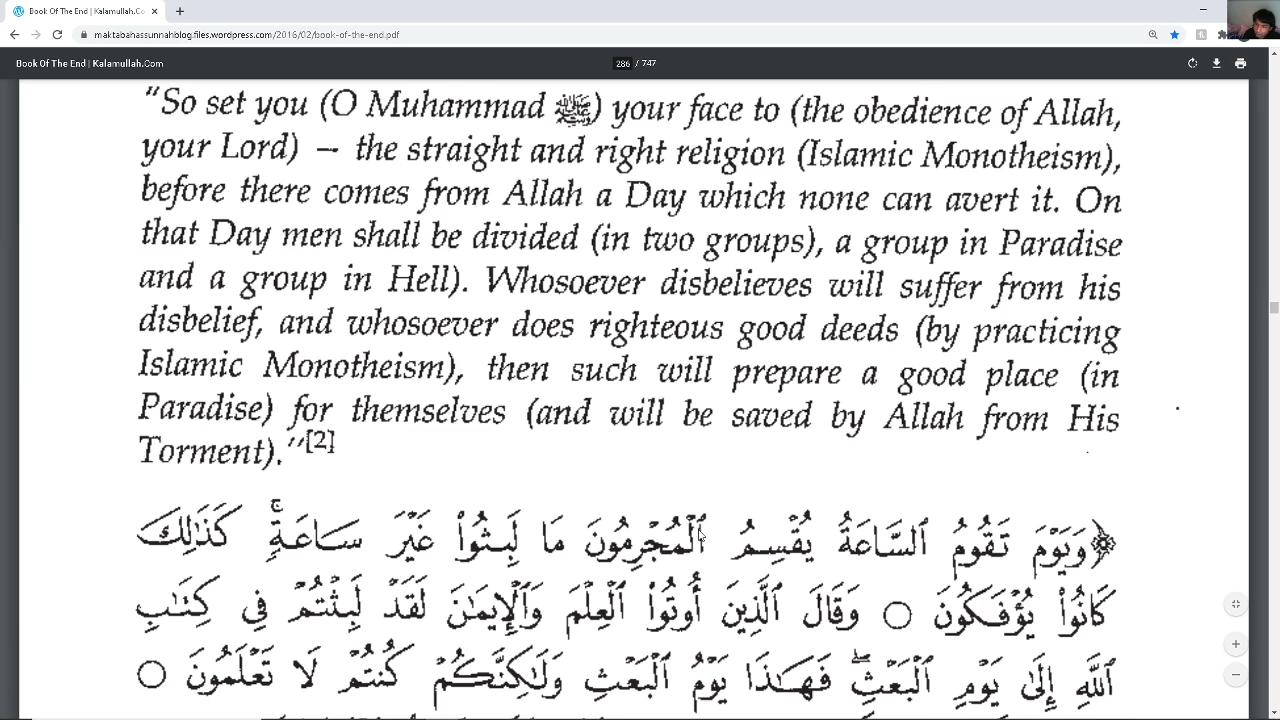 Book Of The End | Kalamullah.Co
maktabahassunnahblog.files.wordpress.com/2016/02/book-of-the-end.pdf
Book Of The End | Kalamullah.Com
286 / 747
"So set you (O Muhammad ﷺ) your face to (the obedience of Allah,
your Lord) – the straight and right religion (Islamic Monotheism),
before there comes from Allah a Day which none can avert it. On
that Day men shall be divided (in two groups), a group in Paradise
and a group in Hell). Whosoever disbelieves will suffer from his
disbelief, and whosoever does righteous good deeds (by practicing
Islamic Monotheism), then such will prepare a good place (in
Paradise) for themselves (and will be saved by Allah from His
Torment)."[2]
﴿وَيَوْمَ تَقُومُ ٱلسَّاعَةُ يُقْسِمُ ٱلْمُجْرِمُونَ مَا لَبِثُوا۟ غَيْرَ سَاعَةٍۚ كَذَٰلِكَ
كَانُوا۟ يُؤْفَكُونَ ○ وَقَالَ ٱلَّذِينَ أُوتُوا۟ ٱلْعِلْمَ وَٱلْإِيمَٰنَ لَقَدْ لَبِثْتُمْ فِى كِتَٰبِ
ٱللَّهِ إِلَىٰ يَوْمِ ٱلْبَعْثِۖ فَهَٰذَا يَوْمُ ٱلْبَعْثِ وَلَٰكِنَّكُمْ كُنتُمْ لَا تَعْلَمُونَ ○